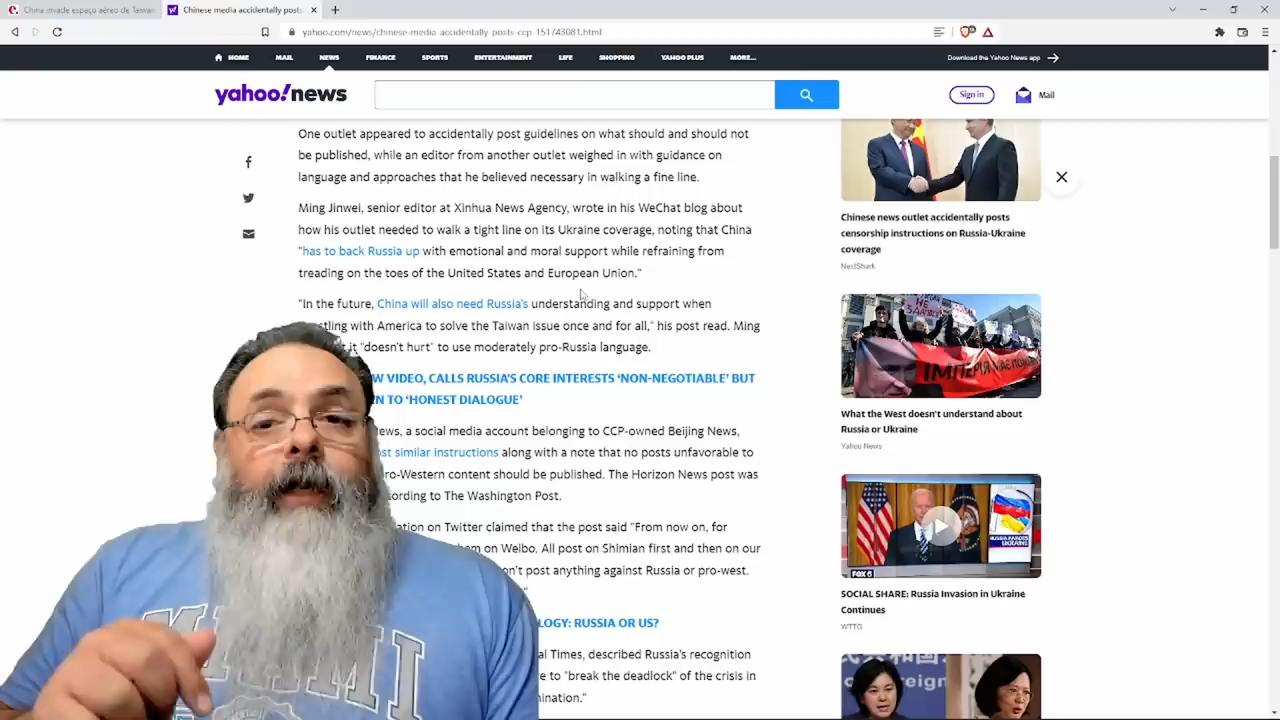 China invade espaço aéreo de Taiwan
Chinese media accidentally posts
yahoo.com/news/chinese-media-accidentally-posts-ccp-151743081.html
HOME MAIL NEWS FINANCE SPORTS ENTERTAINMENT LIFE SHOPPING YAHOO PLUS MORE...
Download the Yahoo News app
yahoo!news
Sign in
Mail
One outlet appeared to accidentally post guidelines on what should and should not
be published, while an editor from another outlet weighed in with guidance on
language and approaches that he believed necessary in walking a fine line.
Ming Jinwei, senior editor at Xinhua News Agency, wrote in his WeChat blog about
how his outlet needed to walk a tight line on its Ukraine coverage, noting that China
"has to back Russia up with emotional and moral support while refraining from
treading on the toes of the United States and European Union."
"In the future, China will also need Russia's understanding and support when
stling with America to solve the Taiwan issue once and for all," his post read. Ming
it "doesn't hurt" to use moderately pro-Russia language.
W VIDEO, CALLS RUSSIA'S CORE INTERESTS 'NON-NEGOTIABLE' BUT
N TO 'HONEST DIALOGUE'
ews, a social media account belonging to CCP-owned Beijing News,
st similar instructions along with a note that no posts unfavorable to
ro-Western content should be published. The Horizon News post was
cording to The Washington Post.
ation on Twitter claimed that the post said "From now on, for
em on Weibo. All post on Shimian first and then on our
on't post anything against Russia or pro-west.
LOGY: RUSSIA OR US?
al Times, described Russia's recognition
e to "break the deadlock" of the crisis in
mination."
Chinese news outlet accidentally posts
censorship instructions on Russia-Ukraine
coverage
NextShark
What the West doesn't understand about
Russia or Ukraine
Yahoo News
RUSSIA INVADES
UKRAINE
FOX 5
SOCIAL SHARE: Russia Invasion in Ukraine
Continues
WTTG
oreign